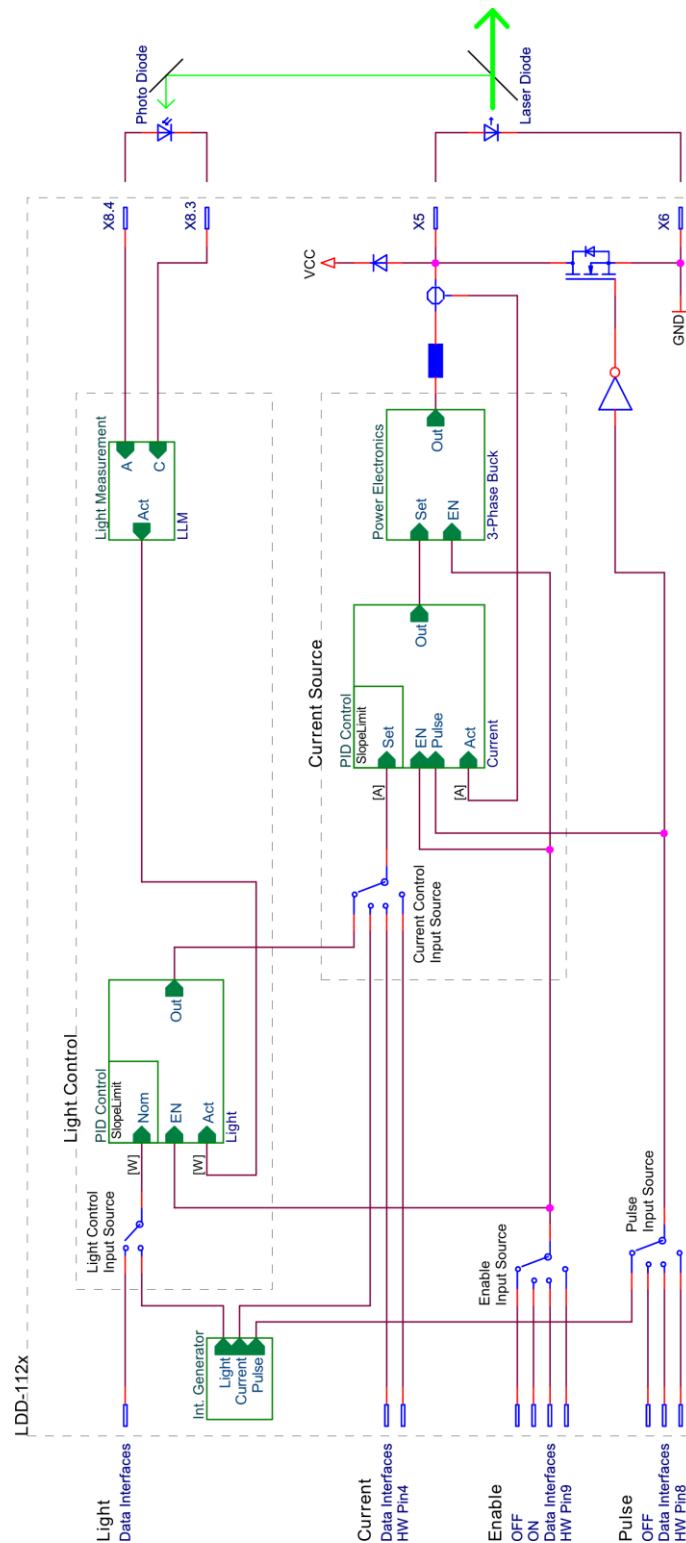 LDD-112x
Light
Data Interfaces
Int. Generator
Light
Current
Pulse
Light Control
Input Source
Light Control
[W]
[W]
PID Control
SlopeLimit
Nom
EN
Act
Out
Light
Light Measurement
A
C
Act
LLM
X8.4
X8.3
Photo Diode
Current
Data Interfaces
HW Pin4
Current Control
Input Source
Current Source
[A]
[A]
PID Control
SlopeLimit
Set
EN
Pulse
Act
Out
Current
Power Electronics
Set
EN
Out
3-Phase Buck
VCC
X5
Laser Diode
Enable
OFF
ON
Data Interfaces
HW Pin9
Enable
Input Source
Pulse
OFF
Data Interfaces
HW Pin8
Pulse
Input Source
GND
X6